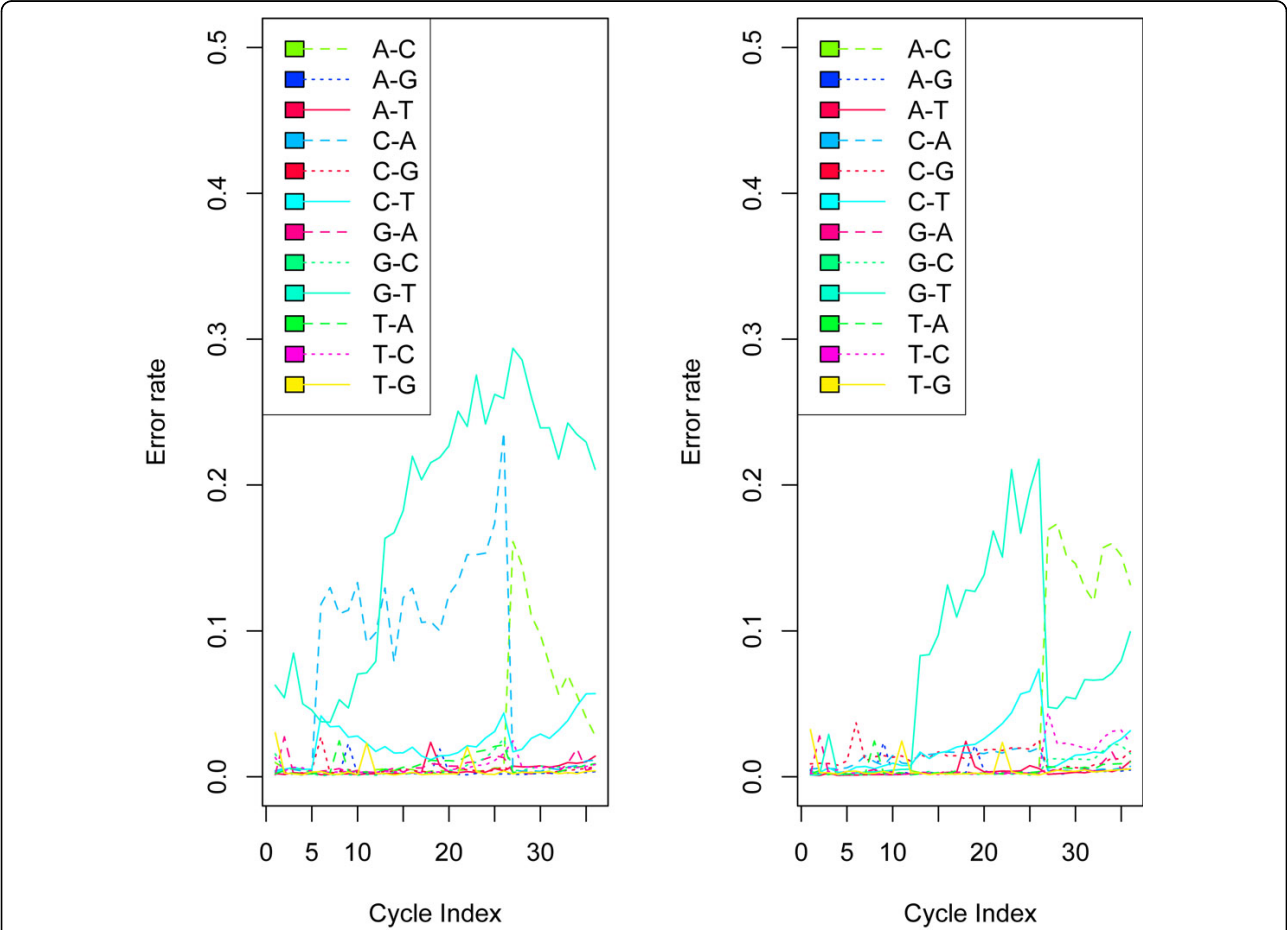 0.5
0.4
0.3
0.2
0.1
0.0
Error rate
A-C
A-G
A-T
C-A
C-G
C-T
G-A
G-C
G-T
T-A
T-C
T-G
0 5 10 20 30
Cycle Index
0.5
0.4
0.3
0.2
0.1
0.0
Error rate
A-C
A-G
A-T
C-A
C-G
C-T
G-A
G-C
G-T
T-A
T-C
T-G
0 5 10 20 30
Cycle Index